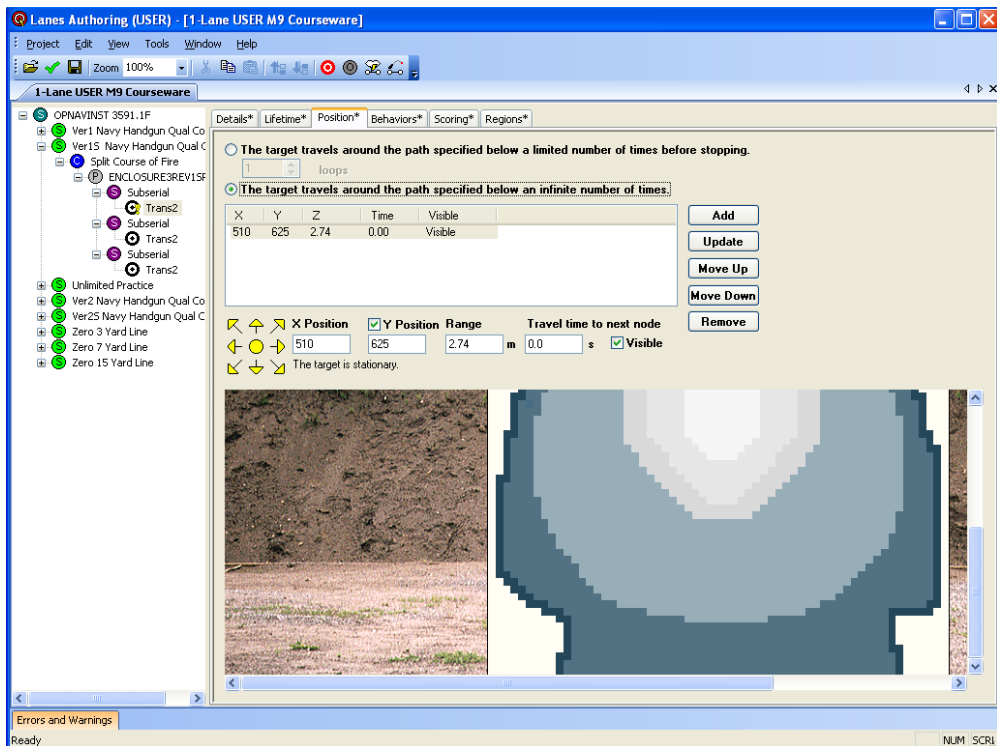 Lanes Authoring (USER) - [1-Lane USER M9 Courseware]
Project Edit View Tools Window Help
Zoom 100%
1-Lane USER M9 Courseware
OPNAVINST 3591.1F
Ver1 Navy Handgun Qual Co
Ver1S Navy Handgun Qual C
Split Course of Fire
ENCLOSURE3REV1SF
Subserial
Trans2
Subserial
Trans2
Subserial
Trans2
Unlimited Practice
Ver2 Navy Handgun Qual Co
Ver2S Navy Handgun Qual C
Zero 3 Yard Line
Zero 7 Yard Line
Zero 15 Yard Line
Details* Lifetime* Position* Behaviors* Scoring* Regions*
The target travels around the path specified below a limited number of times before stopping.
1 loops
The target travels around the path specified below an infinite number of times.
X Y Z Time Visible
510 625 2.74 0.00 Visible
Add
Update
Move Up
Move Down
Remove
X Position Y Position Range Travel time to next node
510 625 2.74 m 0.0 s Visible
The target is stationary.
Errors and Warnings
Ready NUM SCRL